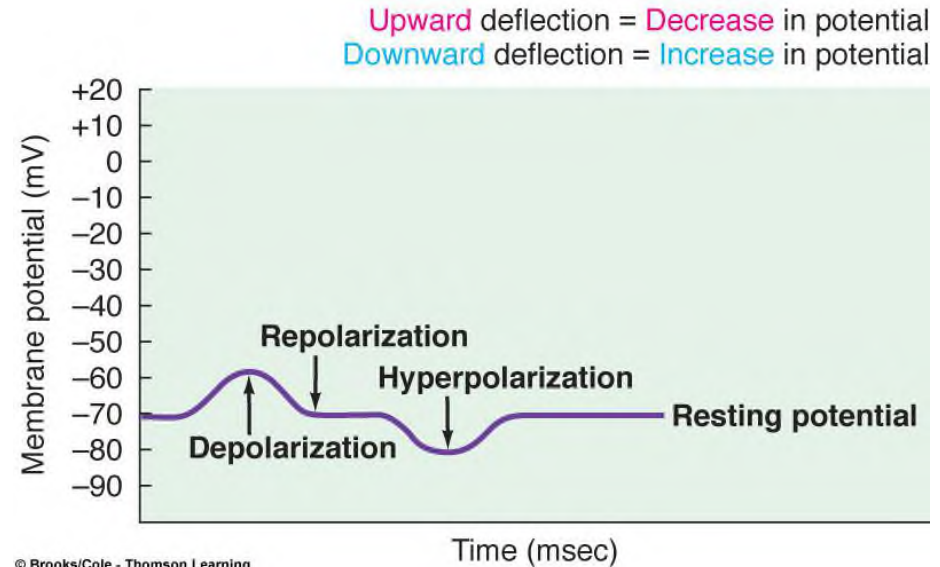 Upward deflection = Decrease in potential
Downward deflection = Increase in potential
Membrane potential (mV)
+20
+10
0
–10
–20
–30
–40
–50
–60
–70
–80
–90
Repolarization
Hyperpolarization
Resting potential
Depolarization
Time (msec)
© Brooks/Cole - Thomson Learning